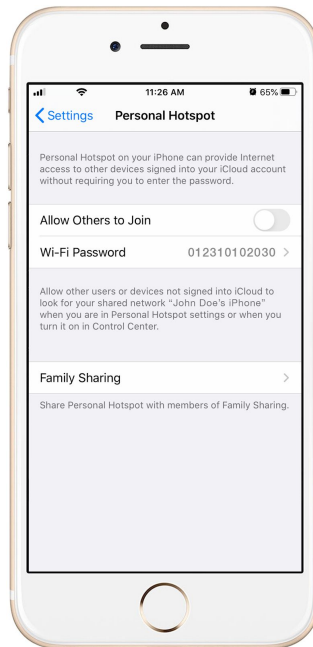 11:26 AM
65%
Settings
Personal Hotspot
Personal Hotspot on your iPhone can provide Internet
access to other devices signed into your iCloud account
without requiring you to enter the password.
Allow Others to Join
Wi-Fi Password 012310102030
Allow other users or devices not signed into iCloud to
look for your shared network “John Doe's iPhone”
when you are in Personal Hotspot settings or when you
turn it on in Control Center.
Family Sharing
Share Personal Hotspot with members of Family Sharing.